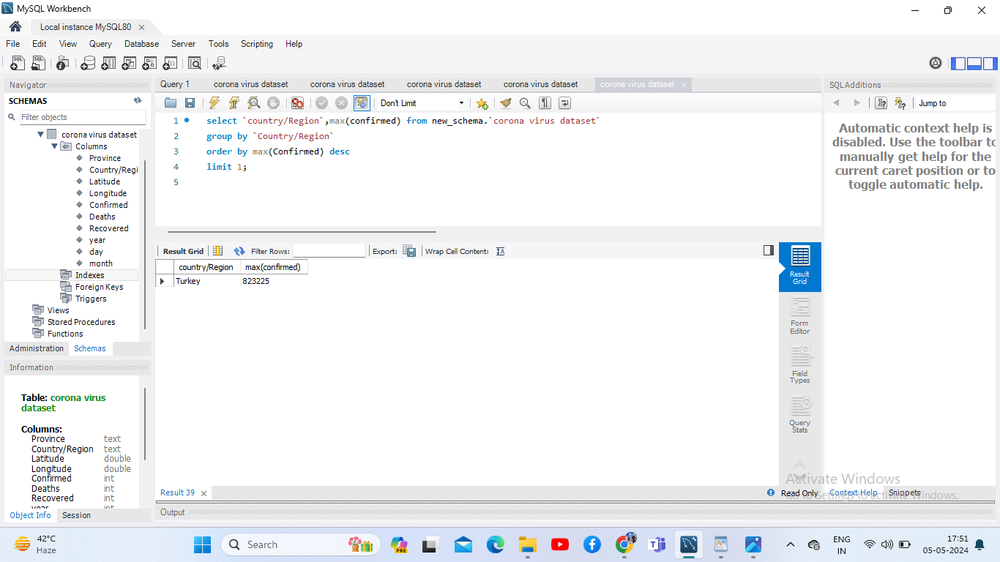 MySQL Workbench
Local instance MySQL80
File Edit View Query Database Server Tools Scripting Help
Navigator
SCHEMAS
Filter objects
corona virus dataset
Columns
Province
Country/Regi
Latitude
Longitude
Confirmed
Deaths
Recovered
year
day
month
Indexes
Foreign Keys
Triggers
Views
Stored Procedures
Functions
Administration Schemas
Information
Table: corona virus
dataset
Columns:
Province text
Country/Region text
Latitude double
Longitude double
Confirmed int
Deaths int
Recovered int
year int
Object Info Session
Query 1 corona virus dataset corona virus dataset corona virus dataset corona virus dataset corona virus dataset
Don't Limit
1 select `country/Region`,max(confirmed) from new_schema.`corona virus dataset`
2 group by `Country/Region`
3 order by max(Confirmed) desc
4 limit 1;
5
Result Grid Filter Rows: Export: Wrap Cell Content:
country/Region max(confirmed)
Turkey 823225
Result
Grid
Form
Editor
Field
Types
Query
Stats
Result 39
Read Only
Output
SQLAdditions
Jump to
Automatic context help is
disabled. Use the toolbar to
manually get help for the
current caret position or to
toggle automatic help.
Activate Windows
Go to Settings to activate Windows.
Context Help Snippets
42°C
Haze
Search
PRE
ENG
IN
17:51
05-05-2024